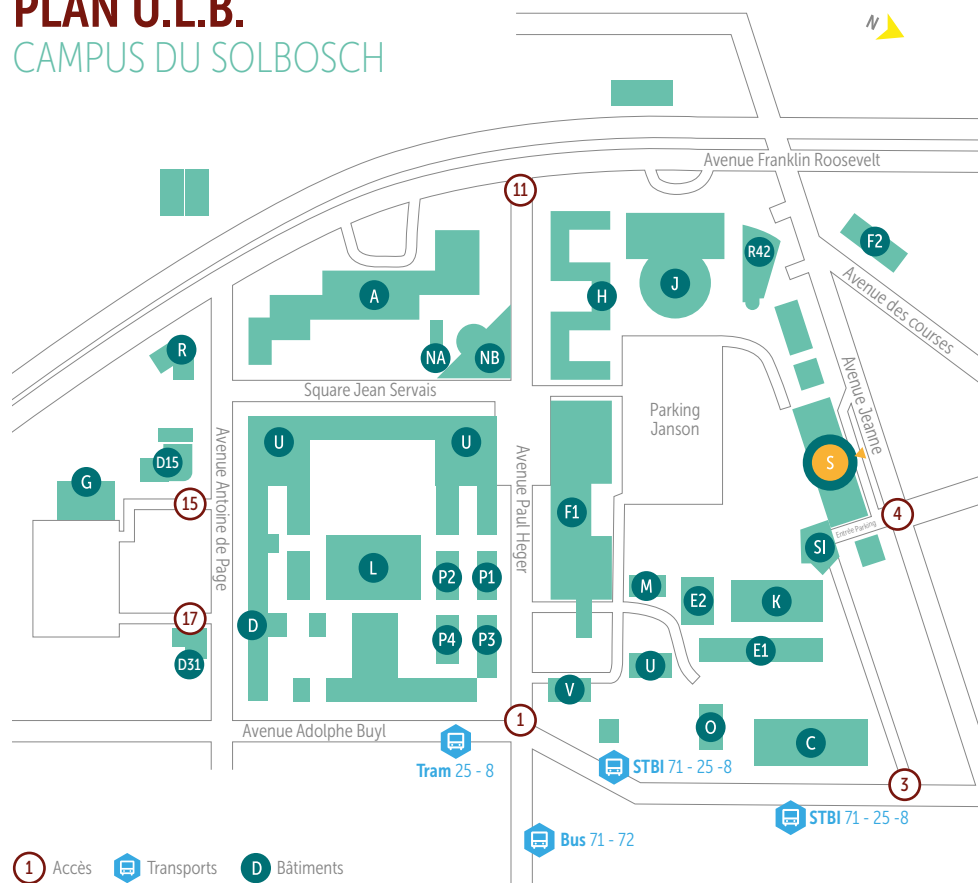 PLAN U.L.B.
CAMPUS DU SOLBOSCH
N
Avenue Franklin Roosevelt
11
F2
R42
J
H
A
Avenue des courses
R
NA
NB
Square Jean Servais
Avenue Jeanne
Parking
Janson
U
U
D15
G
S
Avenue Antoine de Page
Avenue Paul Heger
15
F1
4
Entrée Parking
SI
L
P2
P1
M
E2
K
17
D
P4
P3
E1
D31
U
V
1
O
Avenue Adolphe Buyl
C
Tram 25 - 8
STBI 71 - 25 -8
3
STBI 71 - 25 -8
Bus 71 - 72
1 Accès
Transports
D Bâtiments